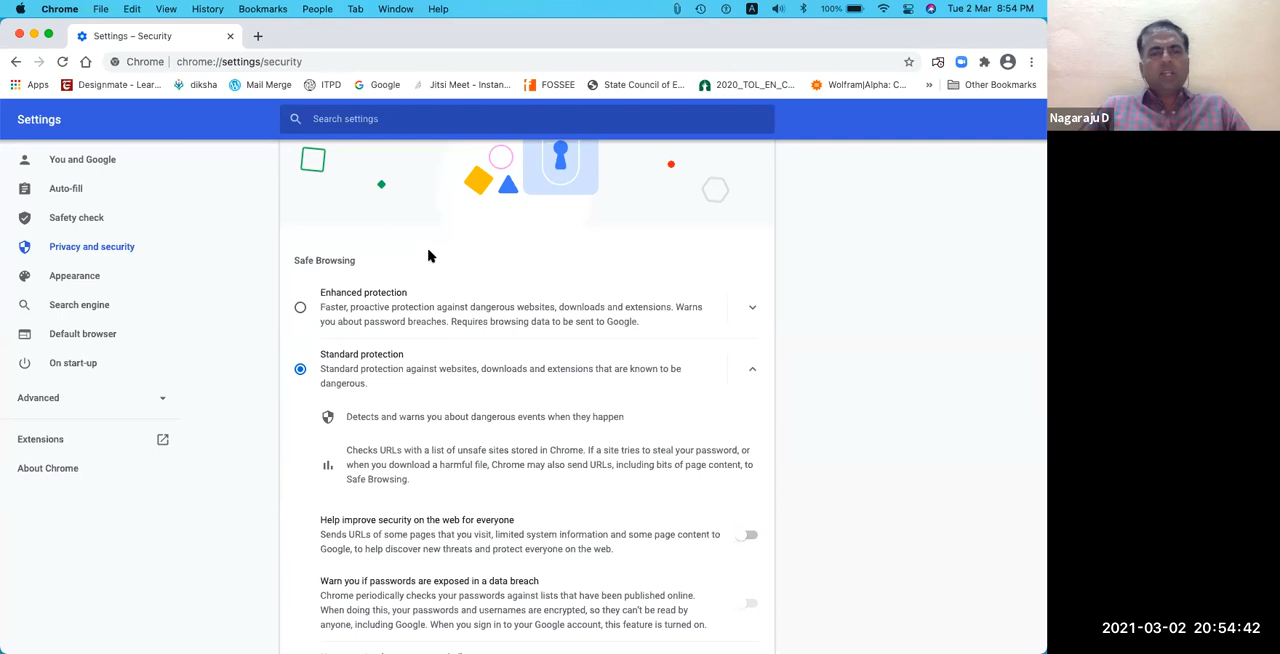 Chrome File Edit View History Bookmarks People Tab Window Help 100% Tue 2 Mar 8:54 PM
Settings – Security
Chrome | chrome://settings/security
Apps Designmate - Lear... diksha Mail Merge ITPD Google Jitsi Meet - Instan... FOSSEE State Council of E... 2020_TOL_EN_C... Wolfram|Alpha: C... » Other Bookmarks
Settings
Search settings
Nagaraju D
You and Google
Auto-fill
Safety check
Privacy and security
Appearance
Search engine
Default browser
On start-up
Advanced
Extensions
About Chrome
Safe Browsing
Enhanced protection
Faster, proactive protection against dangerous websites, downloads and extensions. Warns
you about password breaches. Requires browsing data to be sent to Google.
Standard protection
Standard protection against websites, downloads and extensions that are known to be
dangerous.
Detects and warns you about dangerous events when they happen
Checks URLs with a list of unsafe sites stored in Chrome. If a site tries to steal your password, or
when you download a harmful file, Chrome may also send URLs, including bits of page content, to
Safe Browsing.
Help improve security on the web for everyone
Sends URLs of some pages that you visit, limited system information and some page content to
Google, to help discover new threats and protect everyone on the web.
Warn you if passwords are exposed in a data breach
Chrome periodically checks your passwords against lists that have been published online.
When doing this, your passwords and usernames are encrypted, so they can't be read by
anyone, including Google. When you sign in to your Google account, this feature is turned on.
2021-03-02 20:54:42